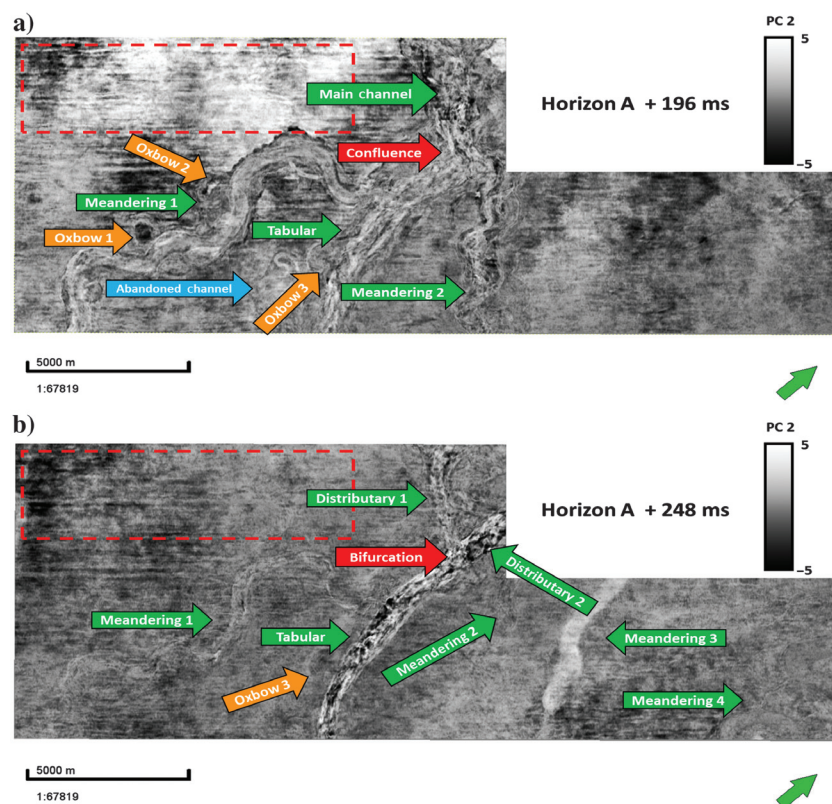 a)
PC 2
5
−5
Horizon A + 196 ms
Main channel
Confluence
Oxbow 2
Meandering 1
Tabular
Oxbow 1
Abandoned channel
Oxbow 3
Meandering 2
5000 m
1:67819
b)
PC 2
5
−5
Horizon A + 248 ms
Distributary 1
Bifurcation
Distributary 2
Meandering 1
Tabular
Meandering 2
Meandering 3
Oxbow 3
Meandering 4
5000 m
1:67819